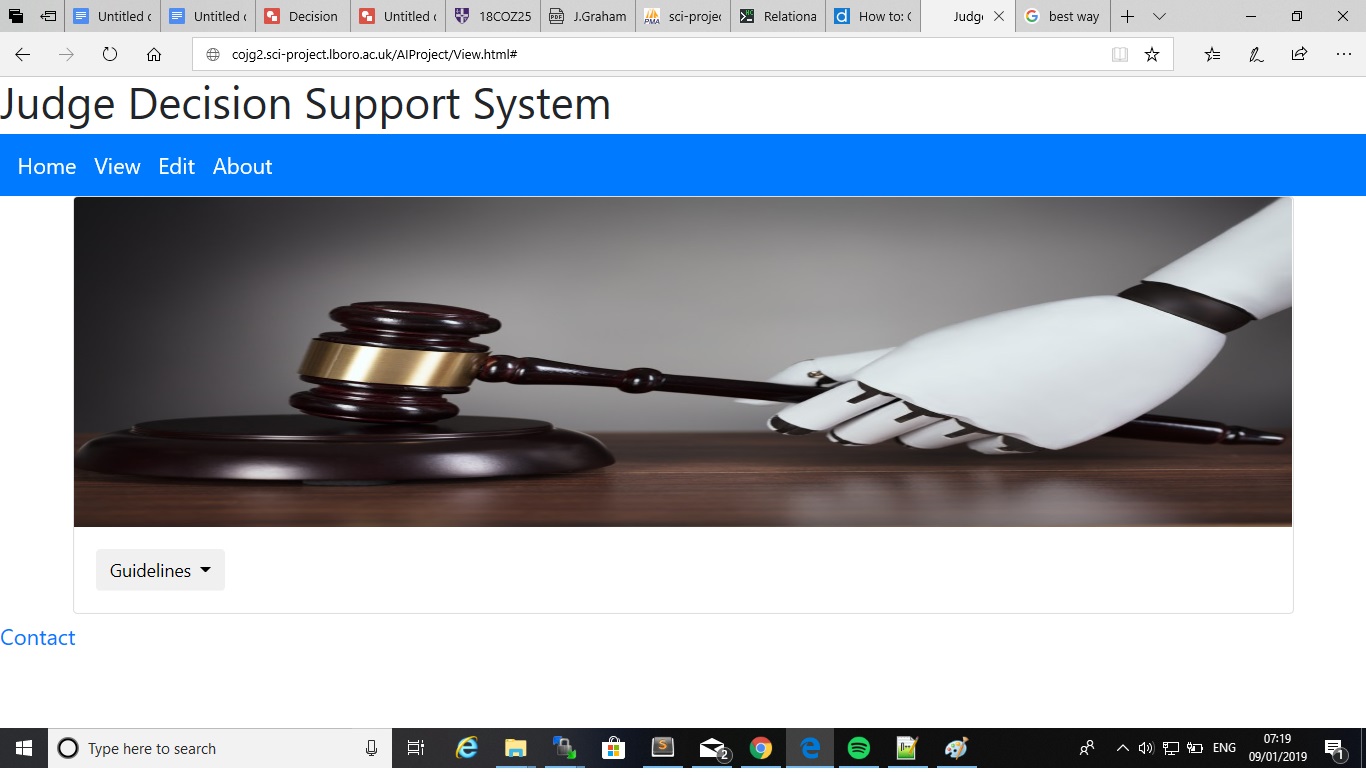 Untitled d
Untitled d
Decision
Untitled d
18COZ25
J.Graham
sci-projec
Relationa
How to: C
Judge
best way
cojg2.sci-project.lboro.ac.uk/AIProject/View.html#
Judge Decision Support System
Home View Edit About
Guidelines
Contact
Type here to search
2
ENG
07:19
09/01/2019
1